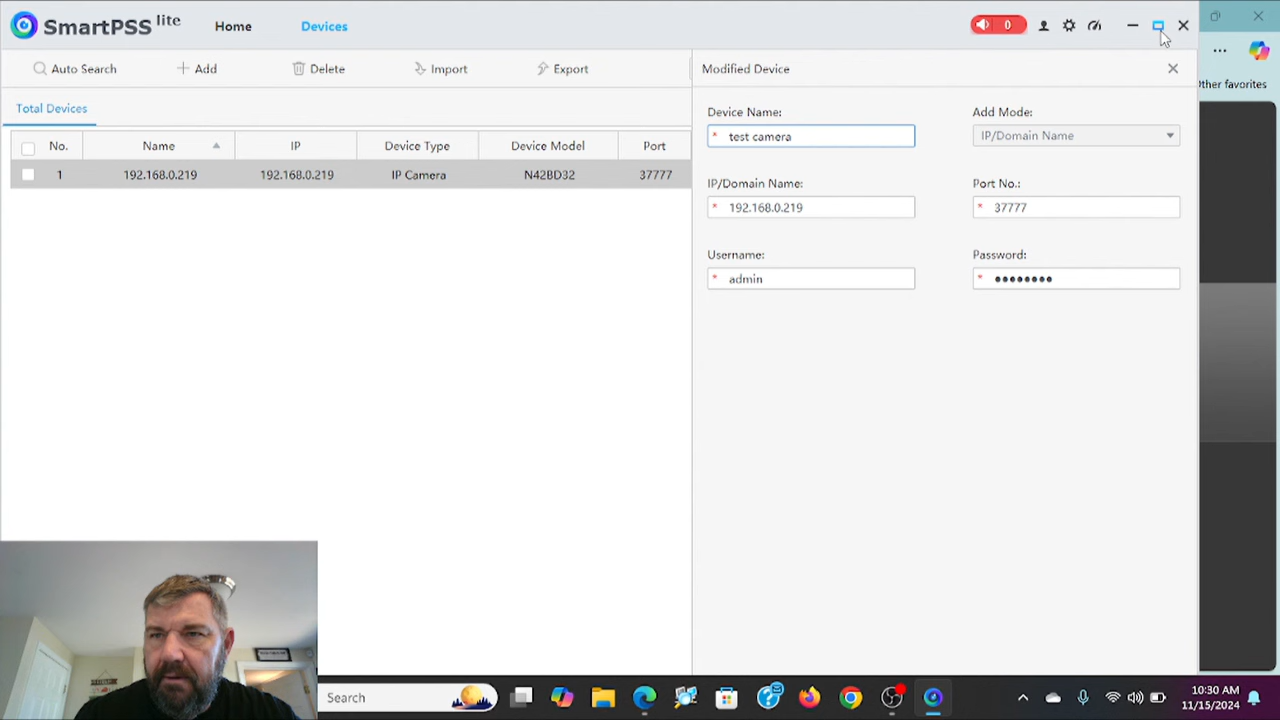 SmartPSS lite Home Devices 0
Auto Search Add Delete Import Export Modified Device
Total Devices
No. Name IP Device Type Device Model Port
1 192.168.0.219 192.168.0.219 IP Camera N42BD32 37777
Device Name: Add Mode:
* test camera IP/Domain Name
IP/Domain Name: Port No.:
* 192.168.0.219 * 37777
Username: Password:
* admin * ●●●●●●●●
ther favorites
Search
10:30 AM
11/15/2024